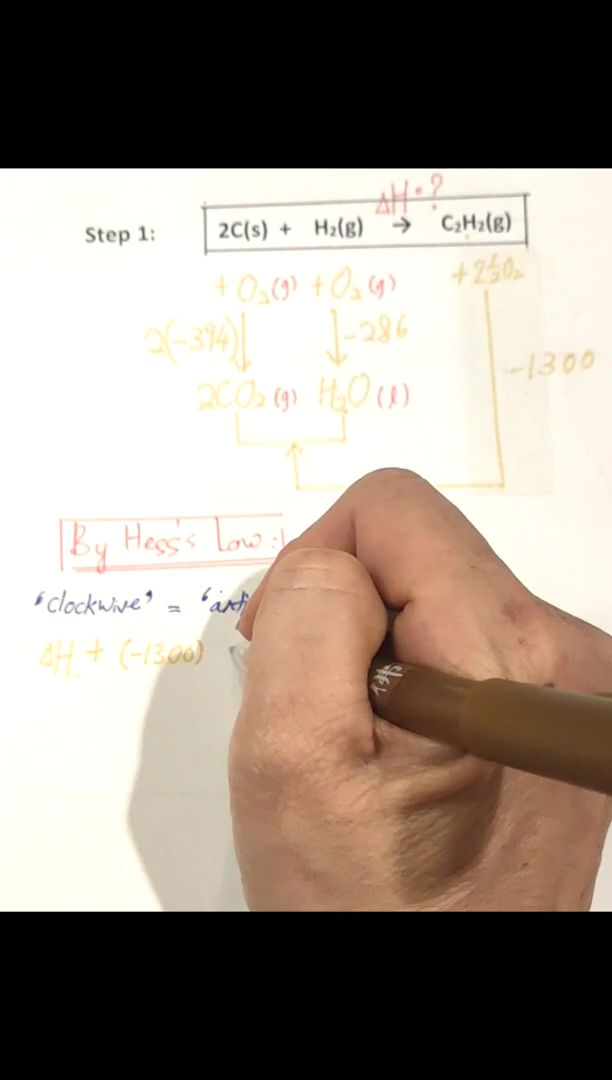 ΔH = ?
Step 1: 2C(s) + H₂(g) → C₂H₂(g)
+ O₂(g) + O₂(g) + 2½O₂
2(-394) -286
-1300
2CO₂(g) H₂O(l)
By Hess's Law:
'clockwise' = 'anti
ΔH + (-1300)